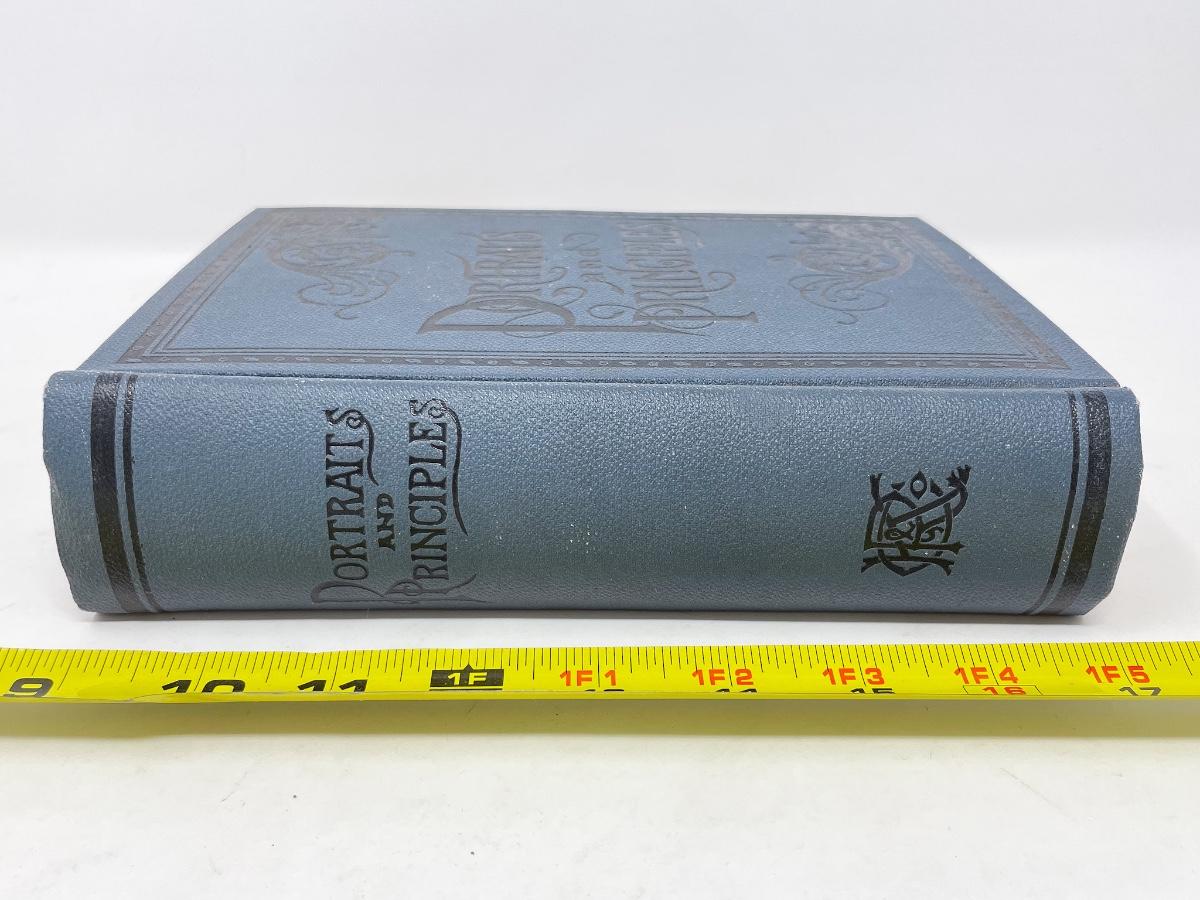 PORTRAITS
and
PRINCIPLES
PORTRAITS
AND
PRINCIPLES
9 10 11 1F 1F1 1F2 1F3 1F4 1F5
16 17